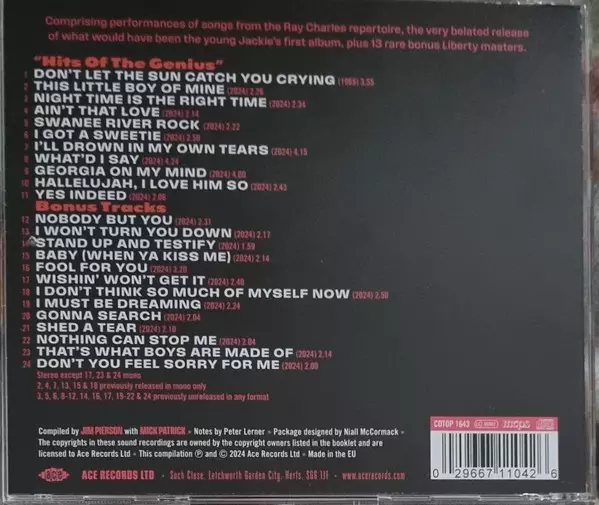 Comprising performances of songs from the Ray Charles repertoire, the very belated release
of what would have been the young Jackie's first album, plus 13 rare bonus Liberty masters.
"Hits Of The Genius"
1 DON'T LET THE SUN CATCH YOU CRYING (1965) 3.55
2 THIS LITTLE BOY OF MINE (2024) 2.26
3 NIGHT TIME IS THE RIGHT TIME (2024) 2.34
4 AIN'T THAT LOVE (2024) 2.14
5 SWANEE RIVER ROCK (2024) 2.22
6 I GOT A SWEETIE (2024) 2.50
7 I'LL DROWN IN MY OWN TEARS (2024) 4.15
8 WHAT'D I SAY (2024) 4.24
9 GEORGIA ON MY MIND (2024) 4.00
10 HALLELUJAH, I LOVE HIM SO (2024) 2.43
11 YES INDEED (2024) 2.06
Bonus Tracks
12 NOBODY BUT YOU (2024) 2.31
13 I WON'T TURN YOU DOWN (2024) 2.17
14 STAND UP AND TESTIFY (2024) 1.59
15 BABY (WHEN YA KISS ME) (2024) 2.14
16 FOOL FOR YOU (2024) 2.20
17 WISHIN' WON'T GET IT (2024) 2.40
18 I DON'T THINK SO MUCH OF MYSELF NOW (2024) 2.50
19 I MUST BE DREAMING (2024) 2.24
20 GONNA SEARCH (2024) 2.04
21 SHED A TEAR (2024) 2.10
22 NOTHING CAN STOP ME (2024) 2.04
23 THAT'S WHAT BOYS ARE MADE OF (2024) 2.14
24 DON'T YOU FEEL SORRY FOR ME (2024) 2.00
Stereo except 17, 23 & 24 mono
2, 4, 7, 13, 15 & 18 previously released in mono only
3, 5, 6, 8-12, 14, 16, 17, 19-22 & 24 previously unreleased in any format
Compiled by JIM PIERSON with MICK PATRICK • Notes by Peter Lerner • Package designed by Niall McCormack •
The copyrights in these sound recordings are owned by the copyright owners listed in the booklet and are
licensed to Ace Records Ltd • This compilation ℗ and © 2024 Ace Records Ltd • Made in the EU
CDTOP 1643
mcps
ACE
ACE RECORDS LTD • Such Close, Letchworth Garden City, Herts. SG6 1JF • www.acerecords.com
0 29667 11042 6